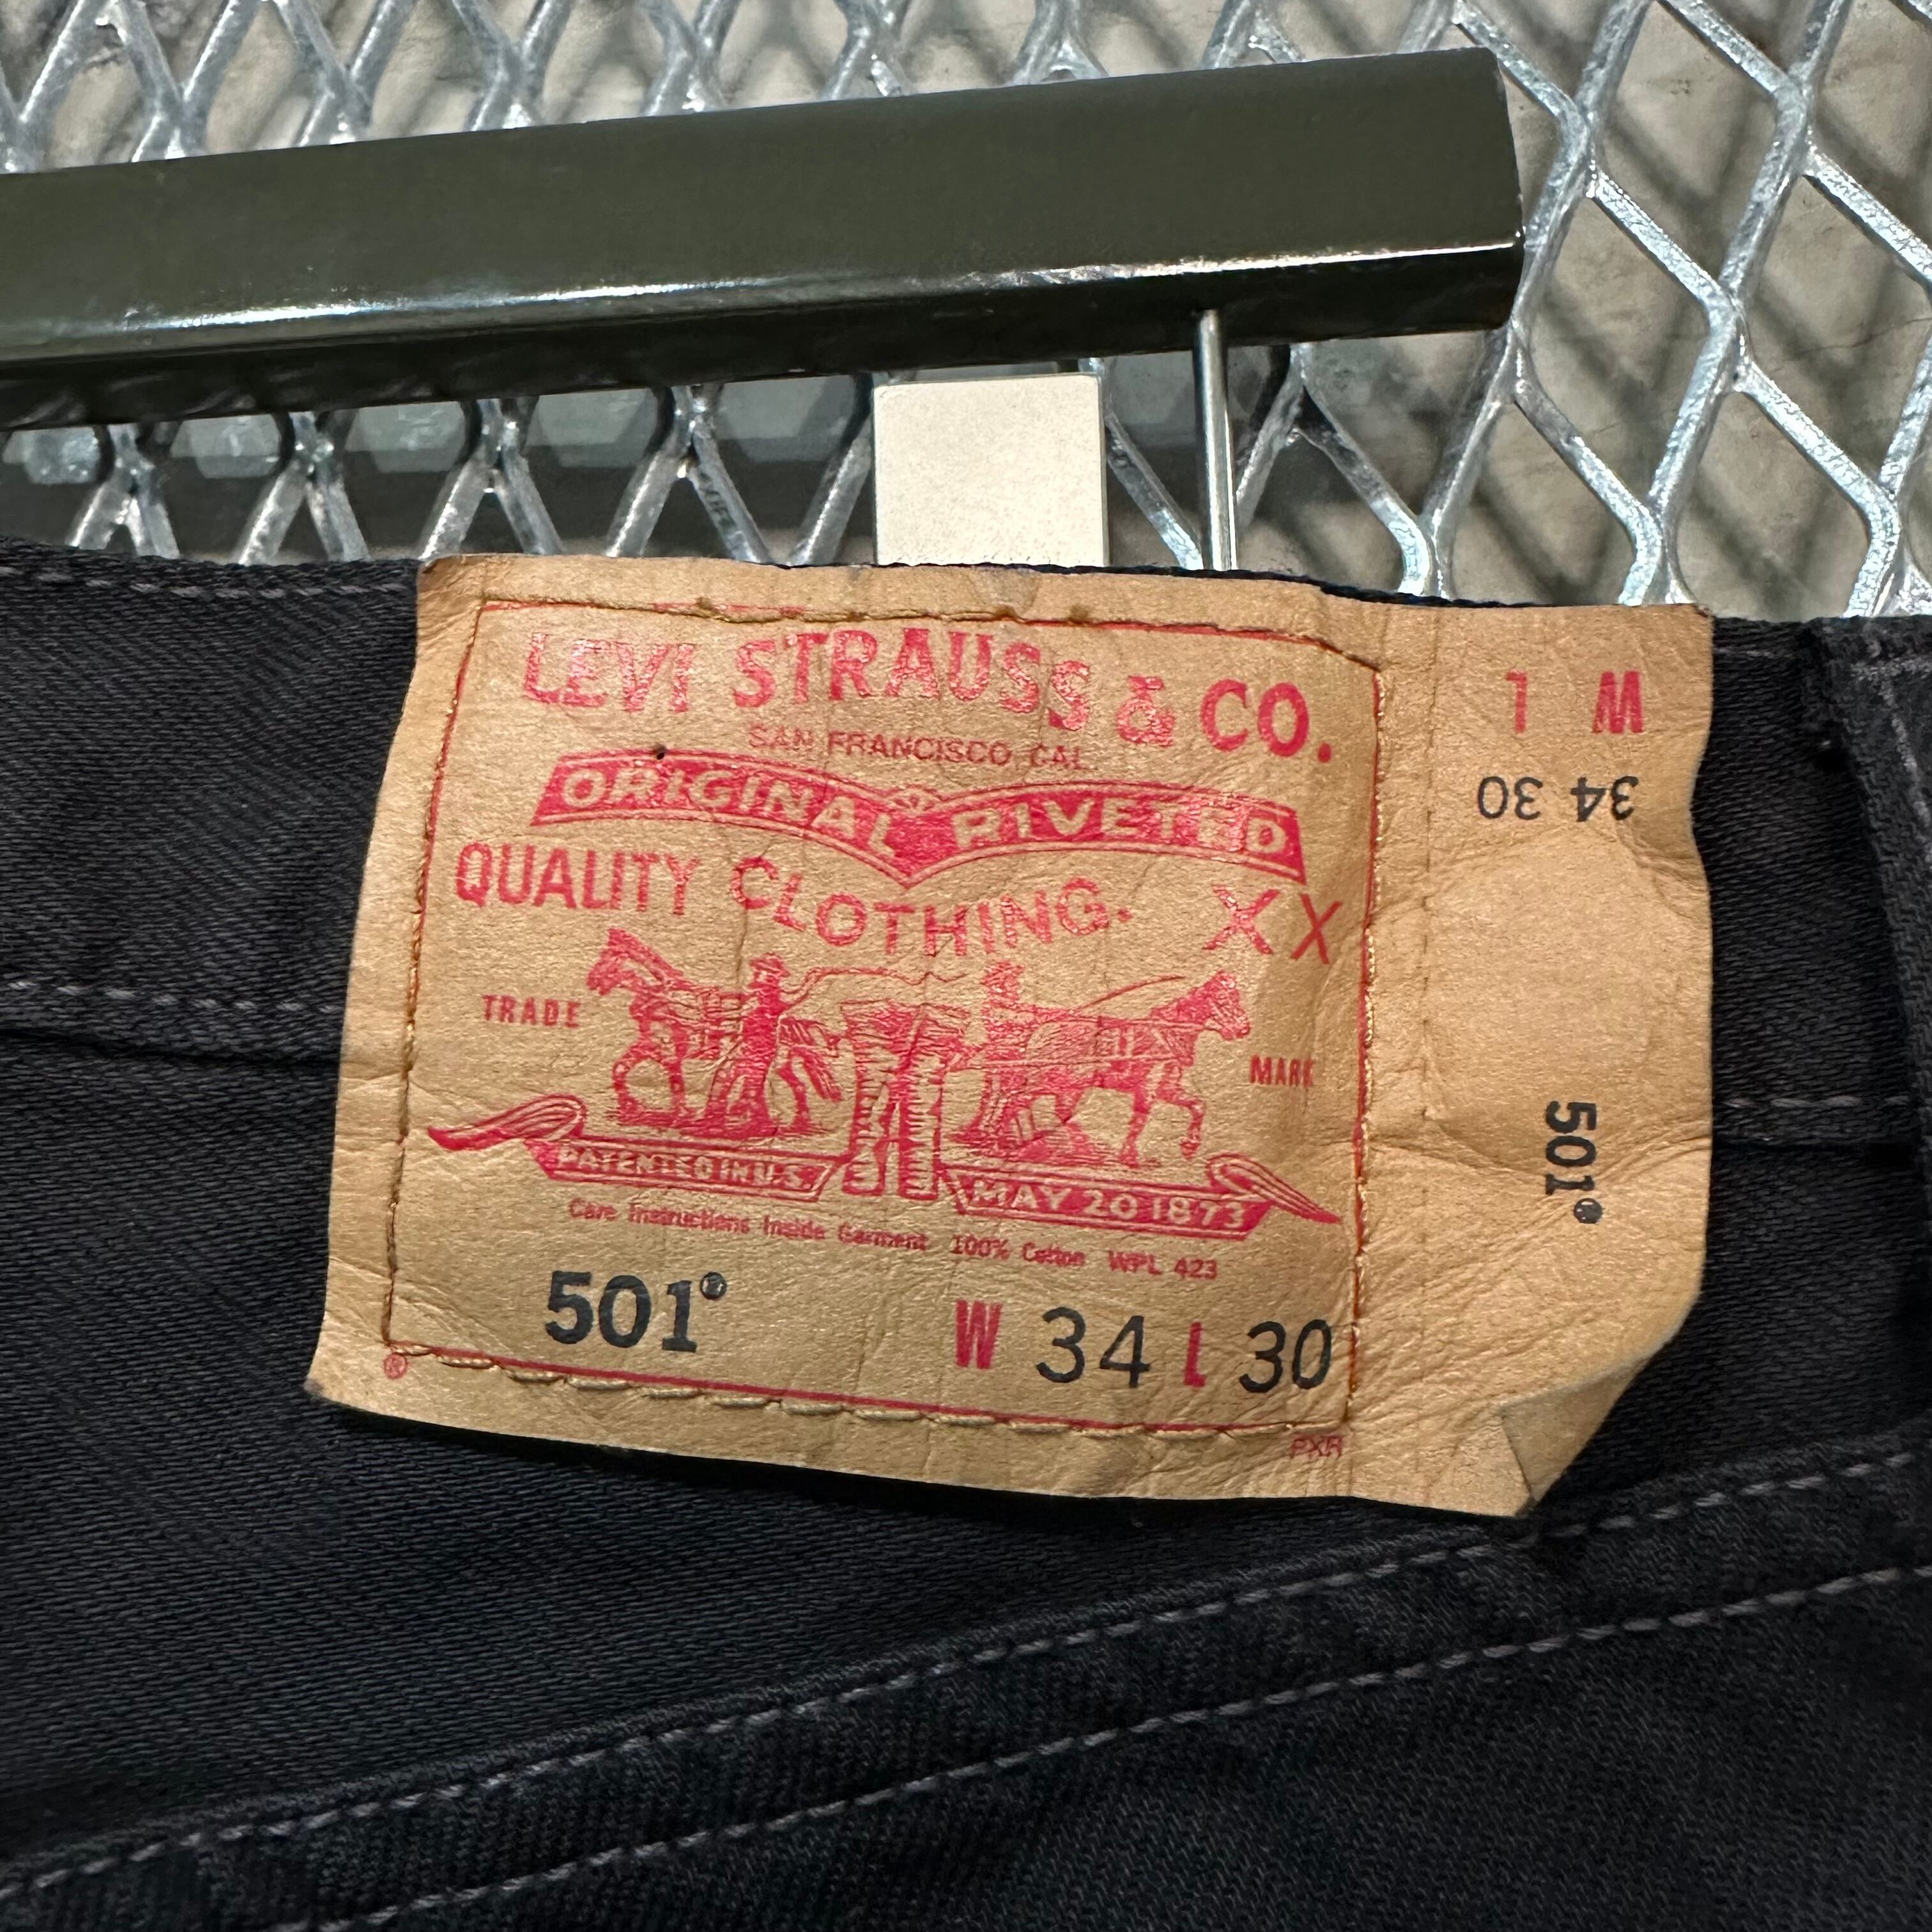 LEVI STRAUSS & CO.
SAN FRANCISCO, CAL.
ORIGINAL RIVETED
QUALITY CLOTHING. XX
TRADE MARK
PATENTED IN U.S. MAY 20 1873
Care Instructions Inside Garment 100% Cotton WPL 423
501® W 34 L 30
®
PXR
W L
34 30
501®